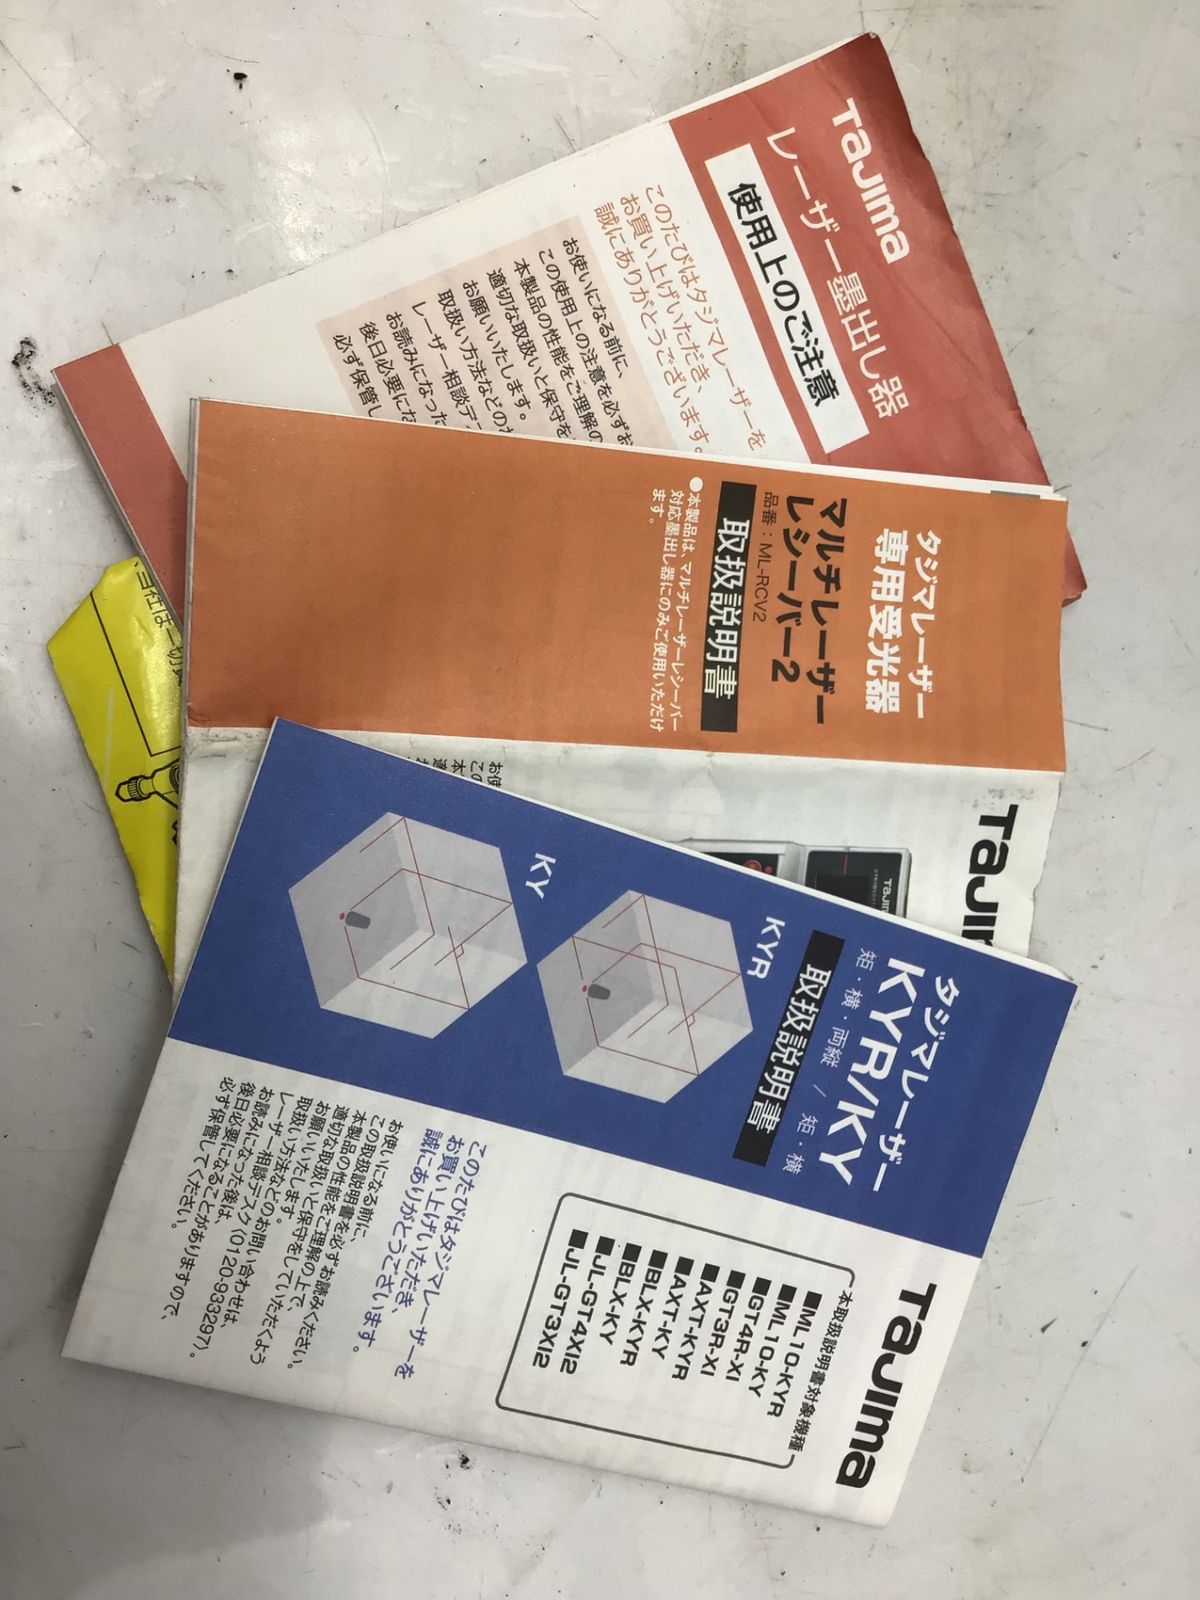 Tajima
レーザー墨出し器
使用上のご注意
このたびはタジマレーザーを
お買い上げいただき、
誠にありがとうございます。
お使いになる前に、
この使用上の注意を必ずお
本製品の性能をご理解の
適切な取扱いと保守を
お願いいたします。
取扱い方法などの
レーザー相談デ
お読みになった
後日必要にな
必ず保管し
タジマレーザー
専用受光器
マルチレーザー
レシーバー2
品番：ML-RCV2
取扱説明書
●本製品は、マルチレーザーレシーバー
対応墨出し器にのみご使用いただけ
ます。
Tajima
お使
この
本
適
タジマレーザー
KYR/KY
矩・横・両縦 / 矩・横
取扱説明書
KYR
KY
Tajima
本取扱説明書対象機種
■ML10-KYR
■ML10-KY
■GT4R-XI
■GT3R-XI
■AXT-KYR
■AXT-KY
■BLX-KYR
■BLX-KY
■JL-GT4XI2
■JL-GT3XI2
このたびはタジマレーザーを
お買い上げいただき、
誠にありがとうございます。
お使いになる前に、
この取扱説明書を必ずお読みください。
本製品の性能をご理解の上で、
適切な取扱いと保守をしていただくよう
お願いいたします。
取扱い方法などのお問い合わせは、
レーザー相談デスク（0120-933297）。
お読みになった後は、
後日必要になることがありますので、
必ず保管してください。